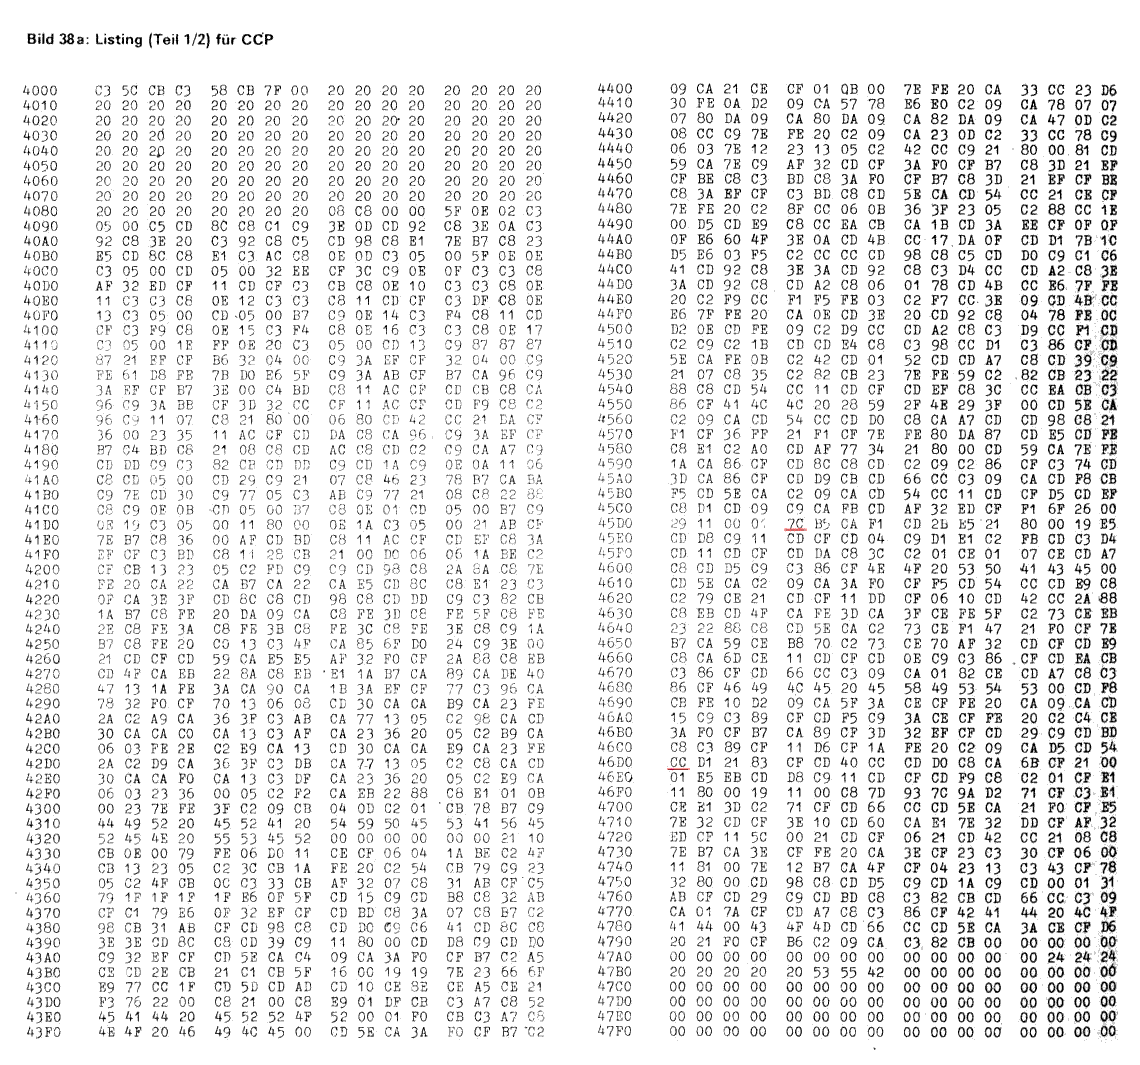 Bild 38a: Listing (Teil 1/2) für CCP
4000 C3 5C CB C3 58 CB 7F 00 20 20 20 20 20 20 20 20
4010 20 20 20 20 20 20 20 20 20 20 20 20 20 20 20 20
4020 20 20 20 20 20 20 20 20 20 20 20 20 20 20 20 20
4030 20 20 20 20 20 20 20 20 20 20 20 20 20 20 20 20
4040 20 20 20 20 20 20 20 20 20 20 20 20 20 20 20 20
4050 20 20 20 20 20 20 20 20 20 20 20 20 20 20 20 20
4060 20 20 20 20 20 20 20 20 20 20 20 20 20 20 20 20
4070 20 20 20 20 20 20 20 20 20 20 20 20 20 20 20 20
4080 20 20 20 20 20 20 20 20 08 C8 00 00 5F 0E 02 C3
4090 05 00 C5 CD 8C C8 C1 C9 3E 0D CD 92 C8 3E 0A C3
40A0 92 C8 3E 20 C3 92 C8 C5 CD 98 C8 E1 7E B7 C8 23
40B0 E5 CD 8C C8 E1 C3 AC C8 0E 0D C3 05 00 5F 0E 0E
40C0 C3 05 00 CD 05 00 32 EE CF 3C C9 0E 0F C3 C3 C8
40D0 AF 32 ED CF 11 CD CF C3 CB C8 0E 10 C3 C3 C8 0E
40E0 11 C3 C3 C8 0E 12 C3 C3 C8 11 CD CF C3 DF C8 0E
40F0 13 C3 05 00 CD 05 00 B7 C9 0E 14 C3 F4 C8 11 CD
4100 CF C3 F9 C8 0E 15 C3 F4 C8 0E 16 C3 C3 C8 0E 17
4110 C3 05 00 1E FF 0E 20 C3 05 00 CD 13 C9 87 87 87
4120 87 21 EF CF B6 32 04 00 C9 3A EF CF 32 04 00 C9
4130 FE 61 D8 FE 7B D0 E6 5F C9 3A AB CF B7 CA 96 C9
4140 3A EF CF B7 3E 00 C4 BD C8 11 AC CF CD CB C8 CA
4150 96 C9 3A BB CF 3D 32 CC CF 11 AC CF CD F9 C8 C2
4160 96 C9 11 07 C8 21 80 00 06 80 CD 42 CC 21 DA CF
4170 36 00 23 35 11 AC CF CD DA C8 CA 96 C9 3A EF CF
4180 B7 C4 BD C8 21 08 C8 CD AC C8 CD C2 C9 CA A7 C9
4190 CD DD C9 C3 82 CB CD DD C9 CD 1A C9 0E 0A 11 06
41A0 C8 CD 05 00 CD 29 C9 21 07 C8 46 23 78 B7 CA BA
41B0 C9 7E CD 30 C9 77 05 C3 AB C9 77 21 08 C8 22 88
41C0 C8 C9 0E 0B CD 05 00 B7 C8 0E 01 CD 05 00 B7 C9
41D0 0E 19 C3 05 00 11 80 00 0E 1A C3 05 00 21 AB CF
41E0 7E B7 C8 36 00 AF CD BD C8 11 AC CF CD EF C8 3A
41F0 EF CF C3 BD C8 11 28 CB 21 00 DC 06 06 1A BE C2
4200 CF CB 13 23 05 C2 FD C9 C9 CD 98 C8 2A 8A C8 7E
4210 FE 20 CA 22 CA B7 CA 22 CA E5 CD 8C C8 E1 23 C3
4220 0F CA 3E 3F CD 8C C8 CD 98 C8 CD DD C9 C3 82 CB
4230 1A B7 C8 FE 20 DA 09 CA C8 FE 3D C8 FE 5F C8 FE
4240 2E C8 FE 3A C8 FE 3B C8 FE 3C C8 FE 3E C8 C9 1A
4250 B7 C8 FE 20 C0 13 C3 4F CA 85 6F D0 24 C9 3E 00
4260 21 CD CF CD 59 CA E5 E5 AF 32 F0 CF 2A 88 C8 EB
4270 CD 4F CA EB 22 8A C8 EB E1 1A B7 CA 89 CA DE 40
4280 47 13 1A FE 3A CA 90 CA 1B 3A EF CF 77 C3 96 CA
4290 78 32 F0 CF 70 13 06 08 CD 30 CA CA B9 CA 23 FE
42A0 2A C2 A9 CA 36 3F C3 AB CA 77 13 05 C2 98 CA CD
42B0 30 CA CA C0 CA 13 C3 AF CA 23 36 20 05 C2 B9 CA
42C0 06 03 FE 2E C2 E9 CA 13 CD 30 CA CA E9 CA 23 FE
42D0 2A C2 D9 CA 36 3F C3 DB CA 77 13 05 C2 C8 CA CD
42E0 30 CA CA F0 CA 13 C3 DF CA 23 36 20 05 C2 E9 CA
42F0 06 03 23 36 00 05 C2 F2 CA EB 22 88 C8 E1 01 0B
4300 00 23 7E FE 3F C2 09 CB 04 0D C2 01 CB 78 B7 C9
4310 44 49 52 20 45 52 41 20 54 59 50 45 53 41 56 45
4320 52 45 4E 20 55 53 45 52 00 00 00 00 00 00 21 10
4330 CB 0E 00 79 FE 06 D0 11 CE CF 06 04 1A BE C2 4F
4340 CB 13 23 05 C2 3C CB 1A FE 20 C2 54 CB 79 C9 23
4350 05 C2 4F CB 0C C3 33 CB AF 32 07 C8 31 AB CF C5
4360 79 1F 1F 1F 1F E6 0F 5F CD 15 C9 CD B8 C8 32 AB
4370 CF C1 79 E6 0F 32 EF CF CD BD C8 3A 07 C8 B7 C2
4380 98 CB 31 AB CF CD 98 C8 CD D0 C9 C6 41 CD 8C C8
4390 3E 3E CD 8C C8 CD 39 C9 11 80 00 CD D8 C9 CD D0
43A0 C9 32 EF CF CD 5E CA C4 09 CA 3A F0 CF B7 C2 A5
43B0 CE CD 2E CB 21 C1 CB 5F 16 00 19 19 7E 23 66 6F
43C0 E9 77 CC 1F CD 5D CD AD CD 10 CE 8E CE A5 CE 21
43D0 F3 76 22 00 C8 21 00 C8 E9 01 DF CB C3 A7 C8 52
43E0 45 41 44 20 45 52 52 4F 52 00 01 F0 CB C3 A7 C8
43F0 4E 4F 20 46 49 4C 45 00 CD 5E CA 3A F0 CF B7 C2
4400 09 CA 21 CE CF 01 0B 00 7E FE 20 CA 33 CC 23 D6
4410 30 FE 0A D2 09 CA 57 78 E6 E0 C2 09 CA 78 07 07
4420 07 80 DA 09 CA 80 DA 09 CA 82 DA 09 CA 47 0D C2
4430 08 CC C9 7E FE 20 C2 09 CA 23 0D C2 33 CC 78 C9
4440 06 03 7E 12 23 13 05 C2 42 CC C9 21 80 00 81 CD
4450 59 CA 7E C9 AF 32 CD CF 3A F0 CF B7 C8 3D 21 EF
4460 CF BE C8 C3 BD C8 3A F0 CF B7 C8 3D 21 EF CF BE
4470 C8 3A EF CF C3 BD C8 CD 5E CA CD 54 CC 21 CE CF
4480 7E FE 20 C2 8F CC 06 0B 36 3F 23 05 C2 88 CC 1E
4490 00 D5 CD E9 C8 CC EA CB CA 1B CD 3A EE CF 0F 0F
44A0 0F E6 60 4F 3E 0A CD 4B CC 17 DA 0F CD D1 7B 1C
44B0 D5 E6 03 F5 C2 CC CC CD 98 C8 C5 CD D0 C9 C1 C6
44C0 41 CD 92 C8 3E 3A CD 92 C8 C3 D4 CC CD A2 C8 3E
44D0 3A CD 92 C8 CD A2 C8 06 01 78 CD 4B CC E6 7F FE
44E0 20 C2 F9 CC F1 F5 FE 03 C2 F7 CC 3E 09 CD 4B CC
44F0 E6 7F FE 20 CA 0E CD 3E 20 CD 92 C8 04 78 FE 0C
4500 D2 0E CD FE 09 C2 D9 CC CD A2 C8 C3 D9 CC F1 CD
4510 C2 C9 C2 1B CD CD E4 C8 C3 98 CC D1 C3 86 CF CD
4520 5E CA FE 0B C2 42 CD 01 52 CD CD A7 C8 CD 39 C9
4530 21 07 C8 35 C2 82 CB 23 7E FE 59 C2 82 CB 23 22
4540 88 C8 CD 54 CC 11 CD CF CD EF C8 3C CC EA CB C3
4550 86 CF 41 4C 4C 20 28 59 2F 4E 29 3F 00 CD 5E CA
4560 C2 09 CA CD 54 CC CD D0 C8 CA A7 CD CD 98 C8 21
4570 F1 CF 36 FF 21 F1 CF 7E FE 80 DA 87 CD E5 CD FE
4580 C8 E1 C2 A0 CD AF 77 34 21 80 00 CD 59 CA 7E FE
4590 1A CA 86 CF CD 8C C8 CD C2 C9 C2 86 CF C3 74 CD
45A0 3D CA 86 CF CD D9 CB CD 66 CC C3 09 CA CD F8 CB
45B0 F5 CD 5E CA C2 09 CA CD 54 CC 11 CD CF D5 CD EF
45C0 C8 D1 CD 09 C9 CA FB CD AF 32 ED CF F1 6F 26 00
45D0 29 11 00 01 7C B5 CA F1 CD 2B E5 21 80 00 19 E5
45E0 CD D8 C9 11 CD CF CD 04 C9 D1 E1 C2 FB CD C3 D4
45F0 CD 11 CD CF CD DA C8 3C C2 01 CE 01 07 CE CD A7
4600 C8 CD D5 C9 C3 86 CF 4E 4F 20 53 50 41 43 45 00
4610 CD 5E CA C2 09 CA 3A F0 CF F5 CD 54 CC CD E9 C8
4620 C2 79 CE 21 CD CF 11 DD CF 06 10 CD 42 CC 2A 88
4630 C8 EB CD 4F CA FE 3D CA 3F CE FE 5F C2 73 CE EB
4640 23 22 88 C8 CD 5E CA C2 73 CE F1 47 21 F0 CF 7E
4650 B7 CA 59 CE B8 70 C2 73 CE 70 AF 32 CD CF CD E9
4660 C8 CA 6D CE 11 CD CF CD 0E C9 C3 86 CF CD EA CB
4670 C3 86 CF CD 66 CC C3 09 CA 01 82 CE CD A7 C8 C3
4680 86 CF 46 49 4C 45 20 45 58 49 53 54 53 00 CD F8
4690 CB FE 10 D2 09 CA 5F 3A CE CF FE 20 CA 09 CA CD
46A0 15 C9 C3 89 CF CD F5 C9 3A CE CF FE 20 C2 C4 CE
46B0 3A F0 CF B7 CA 89 CF 3D 32 EF CF CD 29 C9 CD BD
46C0 C8 C3 89 CF 11 D6 CF 1A FE 20 C2 09 CA D5 CD 54
46D0 CC D1 21 83 CF CD 40 CC CD D0 C8 CA 6B CF 21 00
46E0 01 E5 EB CD D8 C9 11 CD CF CD F9 C8 C2 01 CF E1
46F0 11 80 00 19 11 00 C8 7D 93 7C 9A D2 71 CF C3 E1
4700 CE E1 3D C2 71 CF CD 66 CC CD 5E CA 21 F0 CF E5
4710 7E 32 CD CF 3E 10 CD 60 CA E1 7E 32 DD CF AF 32
4720 ED CF 11 5C 00 21 CD CF 06 21 CD 42 CC 21 08 C8
4730 7E B7 CA 3E CF FE 20 CA 3E CF 23 C3 30 CF 06 00
4740 11 81 00 7E 12 B7 CA 4F CF 04 23 13 C3 43 CF 78
4750 32 80 00 CD 98 C8 CD D5 C9 CD 1A C9 CD 00 01 31
4760 AB CF CD 29 C9 CD BD C8 C3 82 CB CD 66 CC C3 09
4770 CA 01 7A CF CD A7 C8 C3 86 CF 42 41 44 20 4C 4F
4780 41 44 00 43 4F 4D CD 66 CC CD 5E CA 3A CE CF D6
4790 20 21 F0 CF B6 C2 09 CA C3 82 CB 00 00 00 00 00
47A0 00 00 00 00 00 00 00 00 00 00 00 00 00 24 24 24
47B0 20 20 20 20 20 53 55 42 00 00 00 00 00 00 00 00
47C0 00 00 00 00 00 00 00 00 00 00 00 00 00 00 00 00
47D0 00 00 00 00 00 00 00 00 00 00 00 00 00 00 00 00
47E0 00 00 00 00 00 00 00 00 00 00 00 00 00 00 00 00
47F0 00 00 00 00 00 00 00 00 00 00 00 00 00 00 00 00